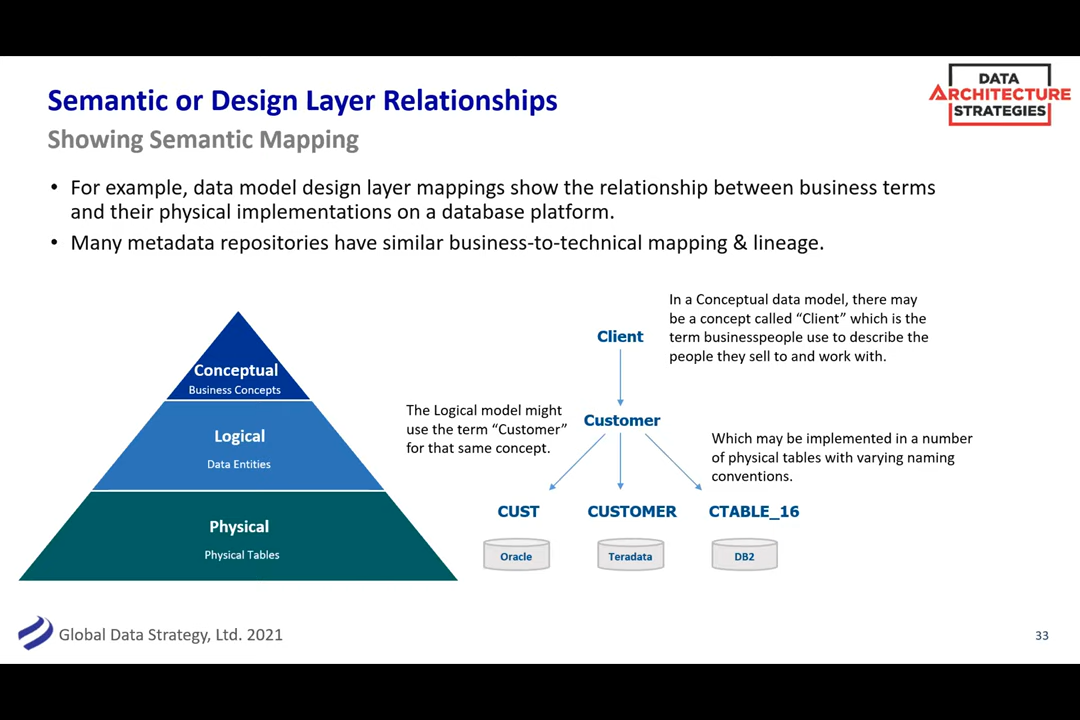 Semantic or Design Layer Relationships
Showing Semantic Mapping
DATA
ARCHITECTURE
STRATEGIES
• For example, data model design layer mappings show the relationship between business terms
and their physical implementations on a database platform.
• Many metadata repositories have similar business-to-technical mapping & lineage.
Conceptual
Business Concepts
Logical
Data Entities
Physical
Physical Tables
In a Conceptual data model, there may
be a concept called “Client” which is the
term businesspeople use to describe the
people they sell to and work with.
Client
The Logical model might
use the term “Customer”
for that same concept.
Customer
Which may be implemented in a number
of physical tables with varying naming
conventions.
CUST
CUSTOMER
CTABLE_16
Oracle
Teradata
DB2
Global Data Strategy, Ltd. 2021
33